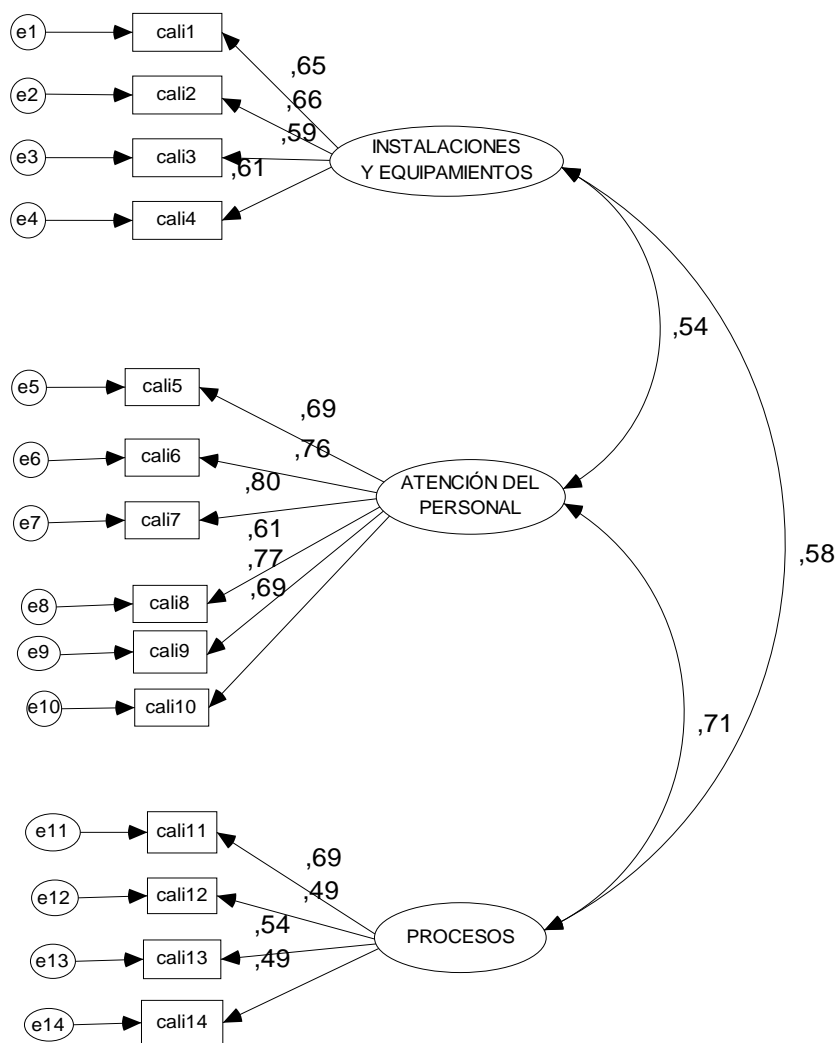 e1
cali1
,65
e2
cali2
,66
,59
e3
cali3
,61
INSTALACIONES
Y EQUIPAMIENTOS
e4
cali4
,54
e5
cali5
,69
e6
cali6
,76
,80
ATENCIÓN DEL
PERSONAL
e7
cali7
,61
,77
,58
e8
cali8
,69
e9
cali9
e10
cali10
,71
e11
cali11
,69
e12
cali12
,49
,54
e13
cali13
,49
PROCESOS
e14
cali14